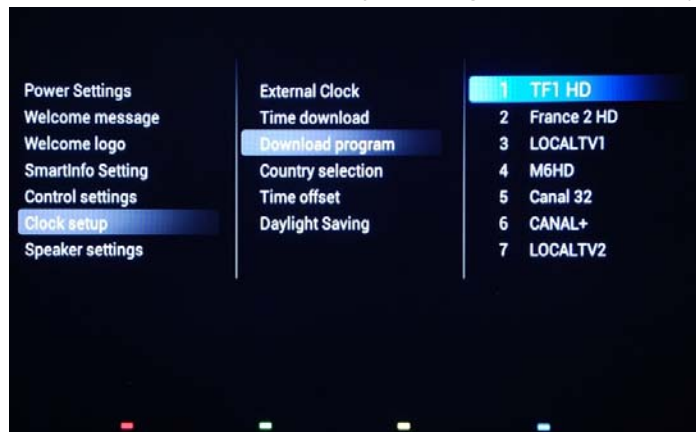 Power Settings
Welcome message
Welcome logo
SmartInfo Setting
Control settings
Clock setup
Speaker settings
External Clock
Time download
Download program
Country selection
Time offset
Daylight Saving
1 TF1 HD
2 France 2 HD
3 LOCALTV1
4 M6HD
5 Canal 32
6 CANAL+
7 LOCALTV2